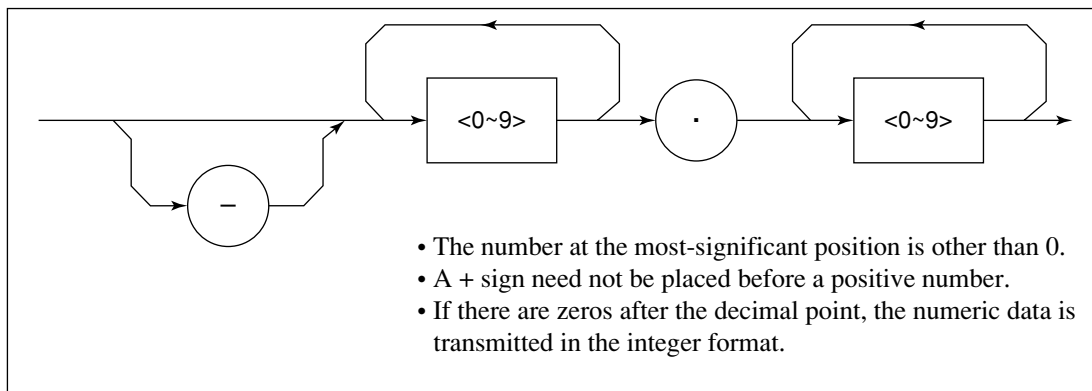 <0~9>
.
<0~9>
–
• The number at the most-significant position is other than 0.
• A + sign need not be placed before a positive number.
• If there are zeros after the decimal point, the numeric data is
transmitted in the integer format.